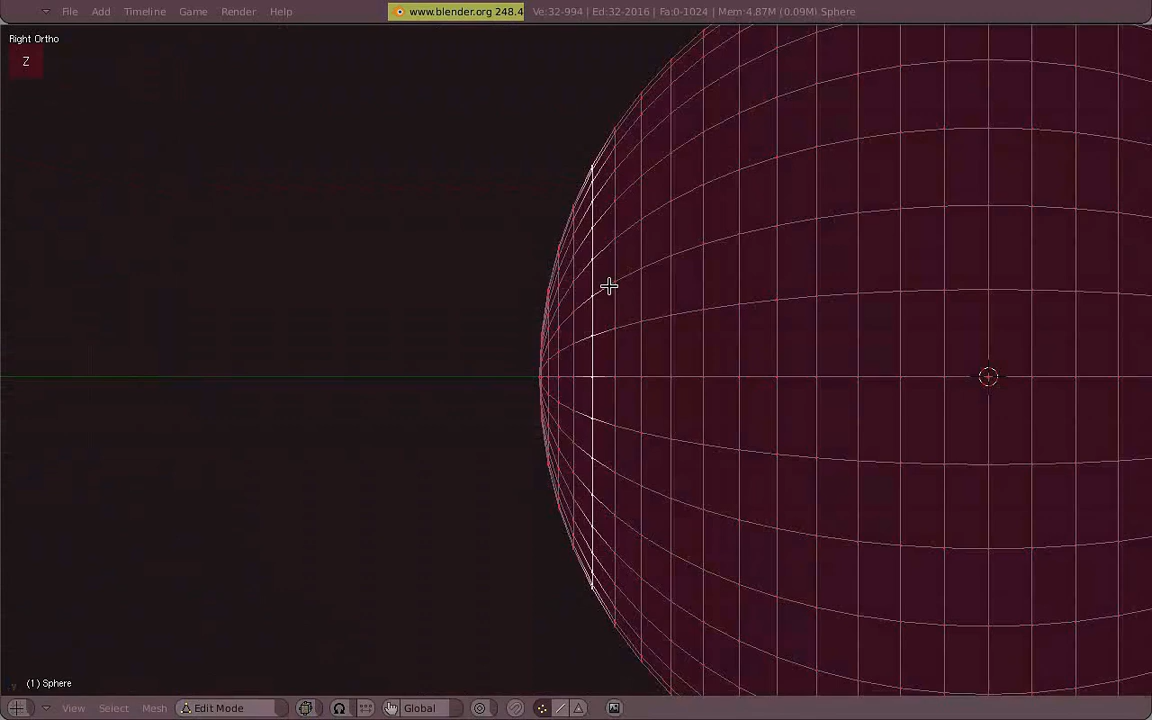 File Add Timeline Game Render Help www.blender.org 248.4 Ve:32-994 | Ed:32-2016 | Fa:0-1024 | Mem:4.87M (0.09M) Sphere
Right Ortho
Z
(1) Sphere
View Select Mesh Edit Mode Global